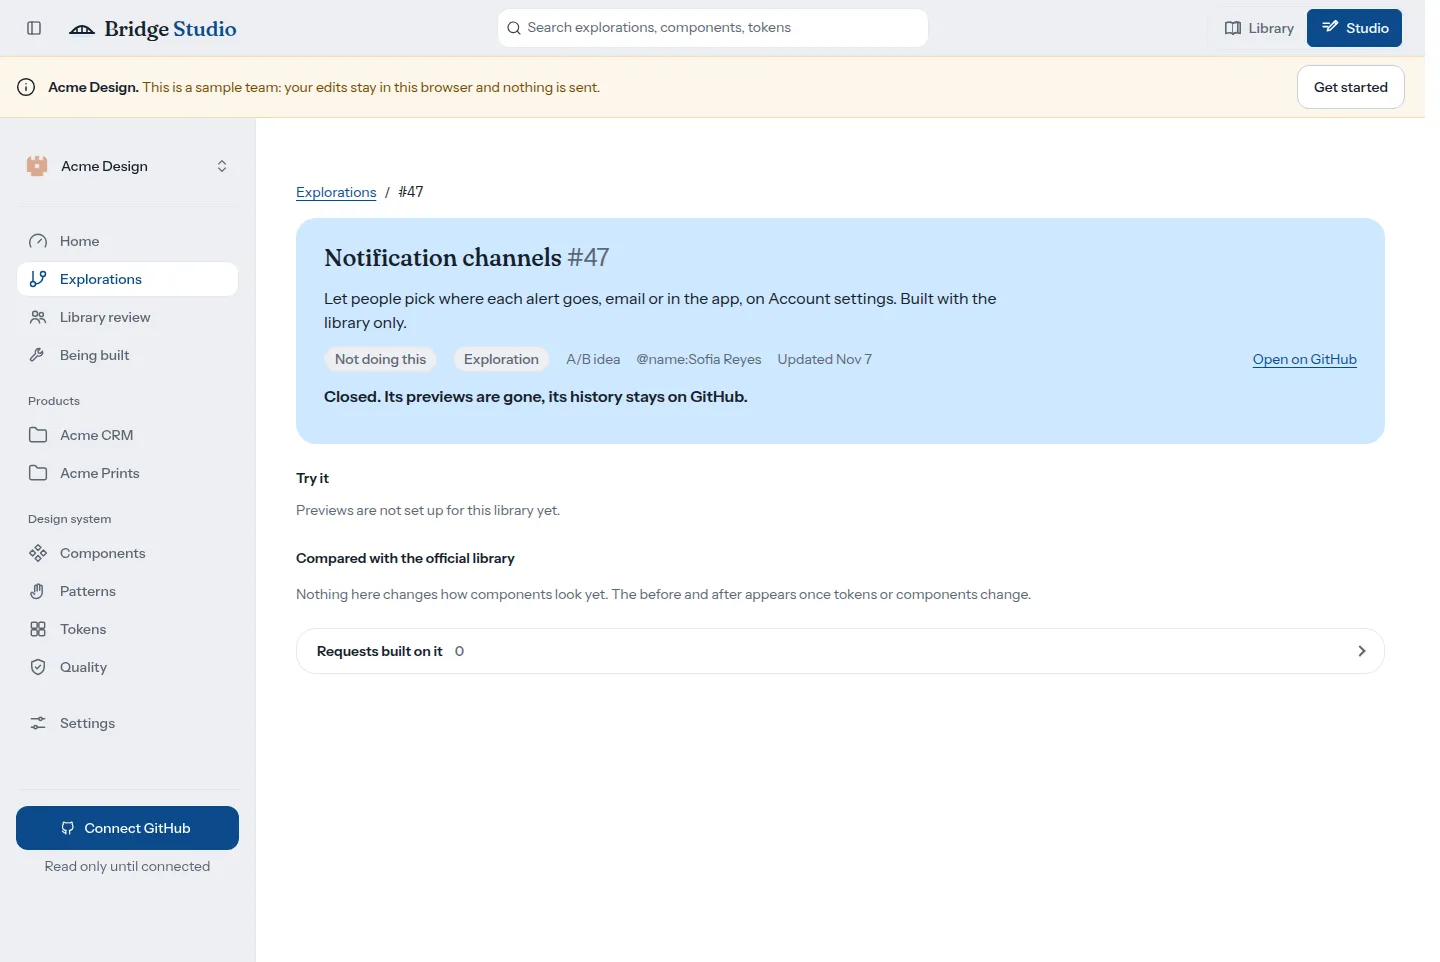 Bridge Studio
Search explorations, components, tokens
Library
Studio
Acme Design. This is a sample team: your edits stay in this browser and nothing is sent.
Get started
Acme Design
Home
Explorations
Library review
Being built
Products
Acme CRM
Acme Prints
Design system
Components
Patterns
Tokens
Quality
Settings
Connect GitHub
Read only until connected
Explorations / #47
Notification channels #47
Let people pick where each alert goes, email or in the app, on Account settings. Built with the
library only.
Not doing this
Exploration
A/B idea
@name:Sofia Reyes
Updated Nov 7
Open on GitHub
Closed. Its previews are gone, its history stays on GitHub.
Try it
Previews are not set up for this library yet.
Compared with the official library
Nothing here changes how components look yet. The before and after appears once tokens or components change.
Requests built on it 0